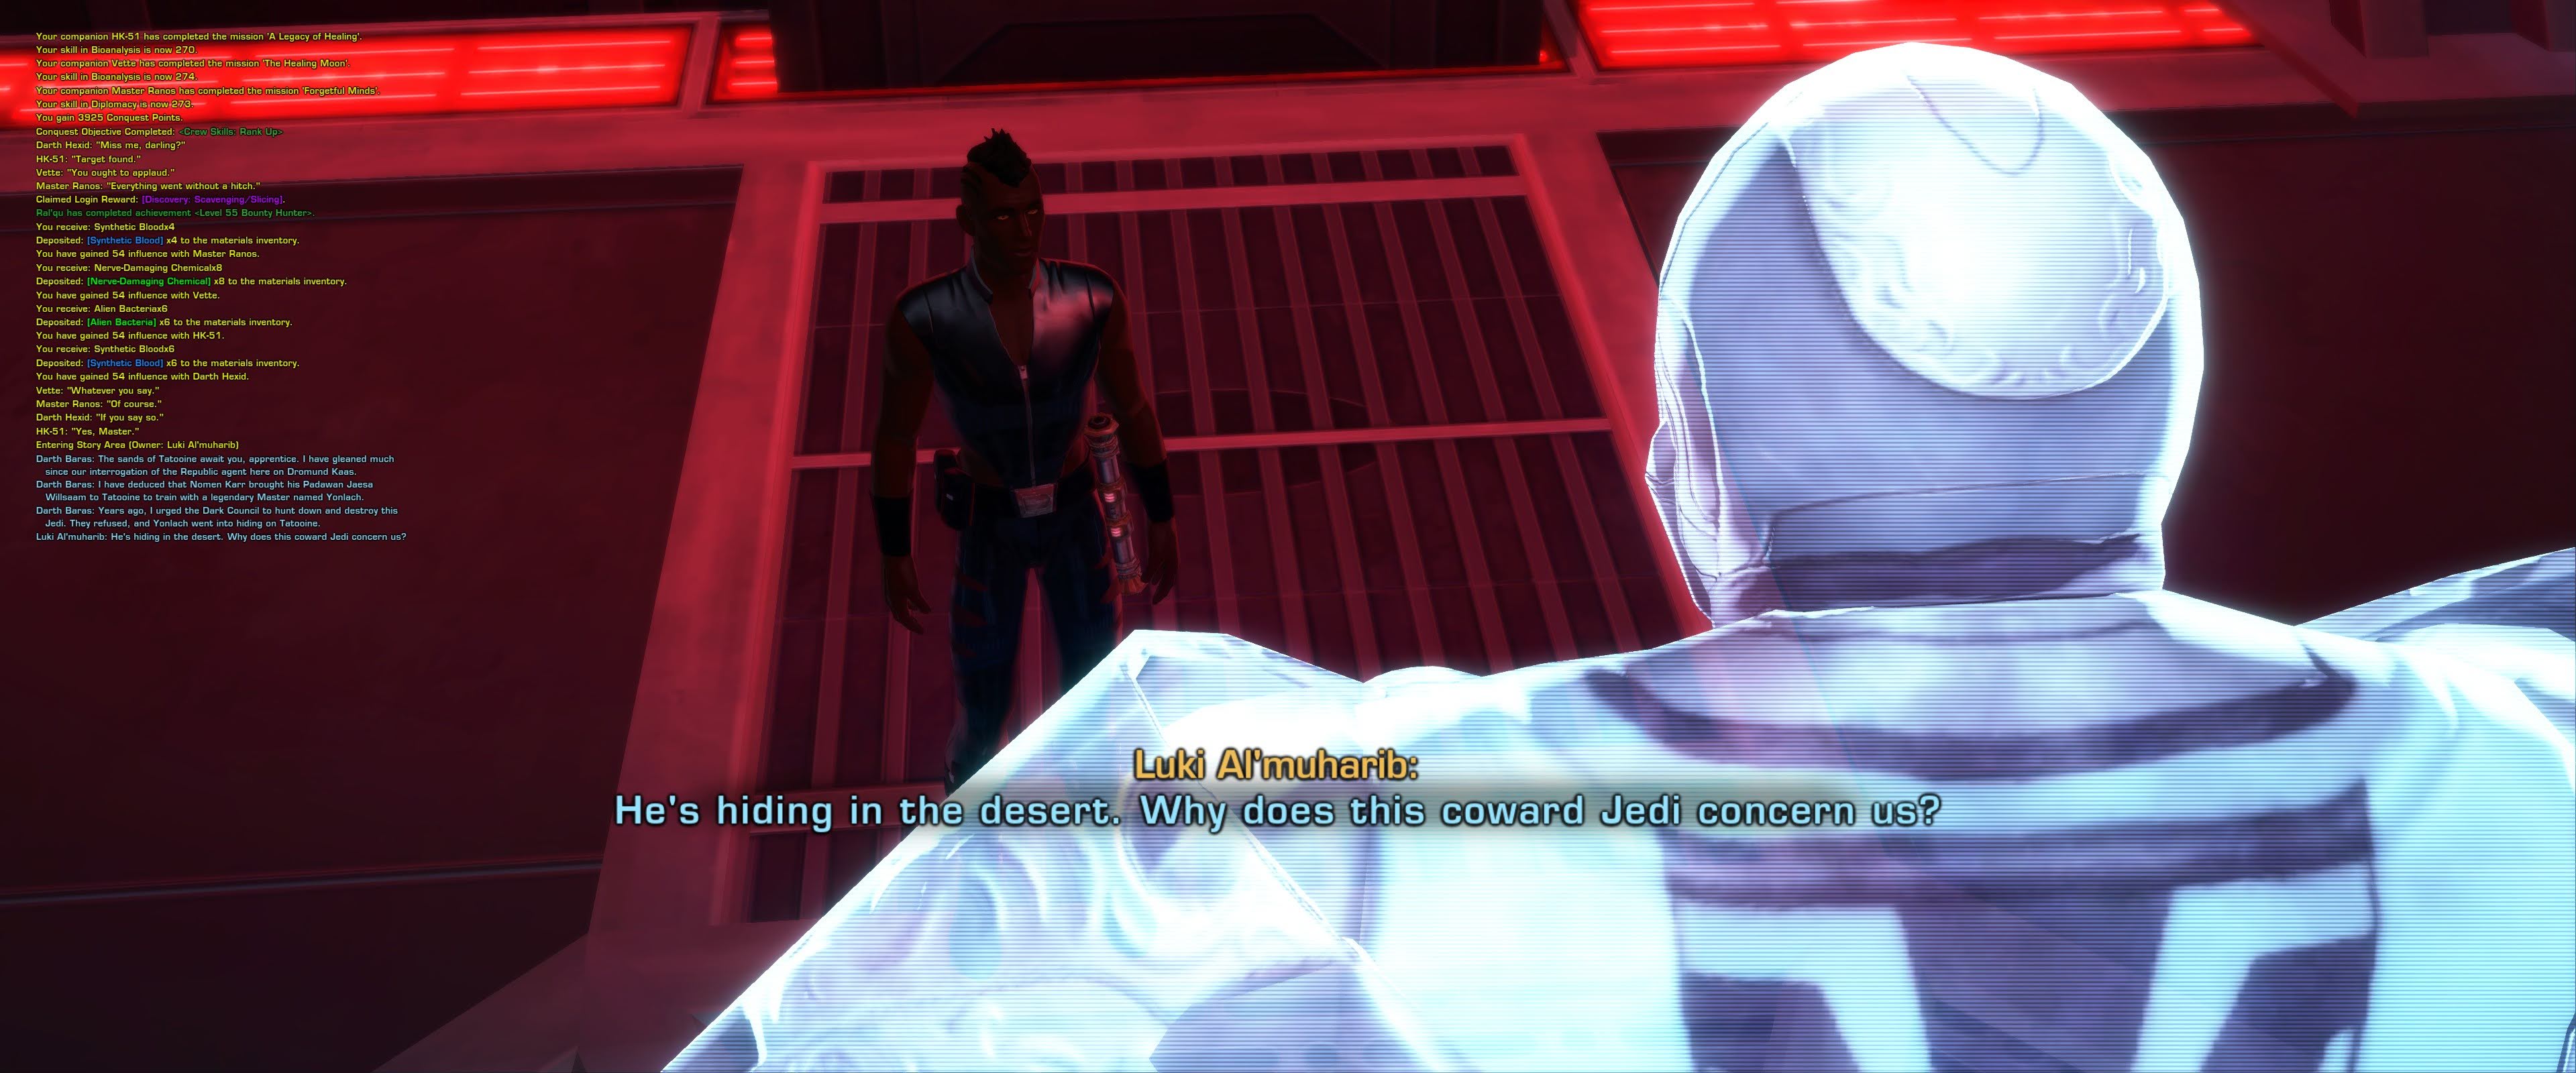 Your companion HK-51 has completed the mission 'A Legacy of Healing'.
Your skill in Bioanalysis is now 270.
Your companion Vette has completed the mission 'The Healing Moon'.
Your skill in Bioanalysis is now 274.
Your companion Master Ranos has completed the mission 'Forgetful Minds'.
Your skill in Diplomacy is now 273.
You gain 3925 Conquest Points.
Conquest Objective Completed: <Crew Skills: Rank Up>
Darth Hexid: "Miss me, darling?"
HK-51: "Target found."
Vette: "You ought to applaud."
Master Ranos: "Everything went without a hitch."
Claimed Login Reward: [Discovery: Scavenging/Slicing].
Ral'qu has completed achievement <Level 55 Bounty Hunter>.
You receive: Synthetic Bloodx4
Deposited: [Synthetic Blood] x4 to the materials inventory.
You have gained 54 influence with Master Ranos.
You receive: Nerve-Damaging Chemicalx8
Deposited: [Nerve-Damaging Chemical] x8 to the materials inventory.
You have gained 54 influence with Vette.
You receive: Alien Bacteriax6
Deposited: [Alien Bacteria] x6 to the materials inventory.
You have gained 54 influence with HK-51.
You receive: Synthetic Bloodx6
Deposited: [Synthetic Blood] x6 to the materials inventory.
You have gained 54 influence with Darth Hexid.
Vette: "Whatever you say."
Master Ranos: "Of course."
Darth Hexid: "If you say so."
HK-51: "Yes, Master."
Entering Story Area (Owner: Luki Al'muharib)
Darth Baras: The sands of Tatooine await you, apprentice. I have gleaned much
since our interrogation of the Republic agent here on Dromund Kaas.
Darth Baras: I have deduced that Nomen Karr brought his Padawan Jaesa
Willsaam to Tatooine to train with a legendary Master named Yonlach.
Darth Baras: Years ago, I urged the Dark Council to hunt down and destroy this
Jedi. They refused, and Yonlach went into hiding on Tatooine.
Luki Al'muharib: He's hiding in the desert. Why does this coward Jedi concern us?
Luki Al'muharib:
He's hiding in the desert. Why does this coward Jedi concern us?